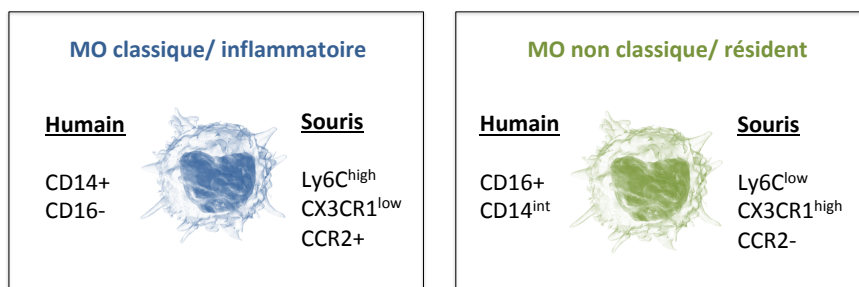 MO classique/ inflammatoire
Humain
CD14+
CD16-
Souris
Ly6Chigh
CX3CR1low
CCR2+
MO non classique/ résident
Humain
CD16+
CD14int
Souris
Ly6Clow
CX3CR1high
CCR2-